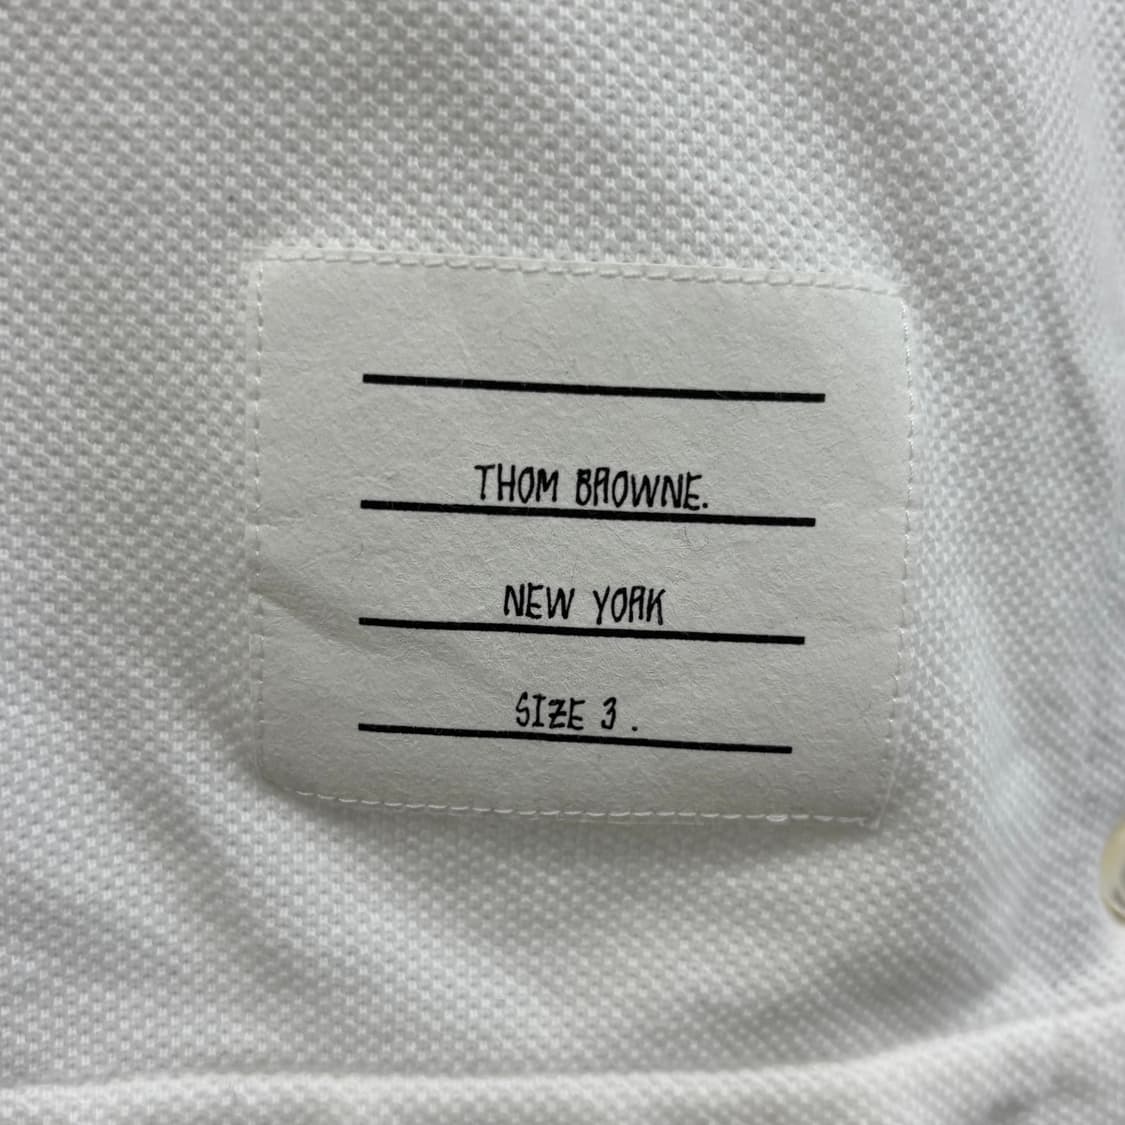 THOM BROWNE.
NEW YORK
SIZE 3 .